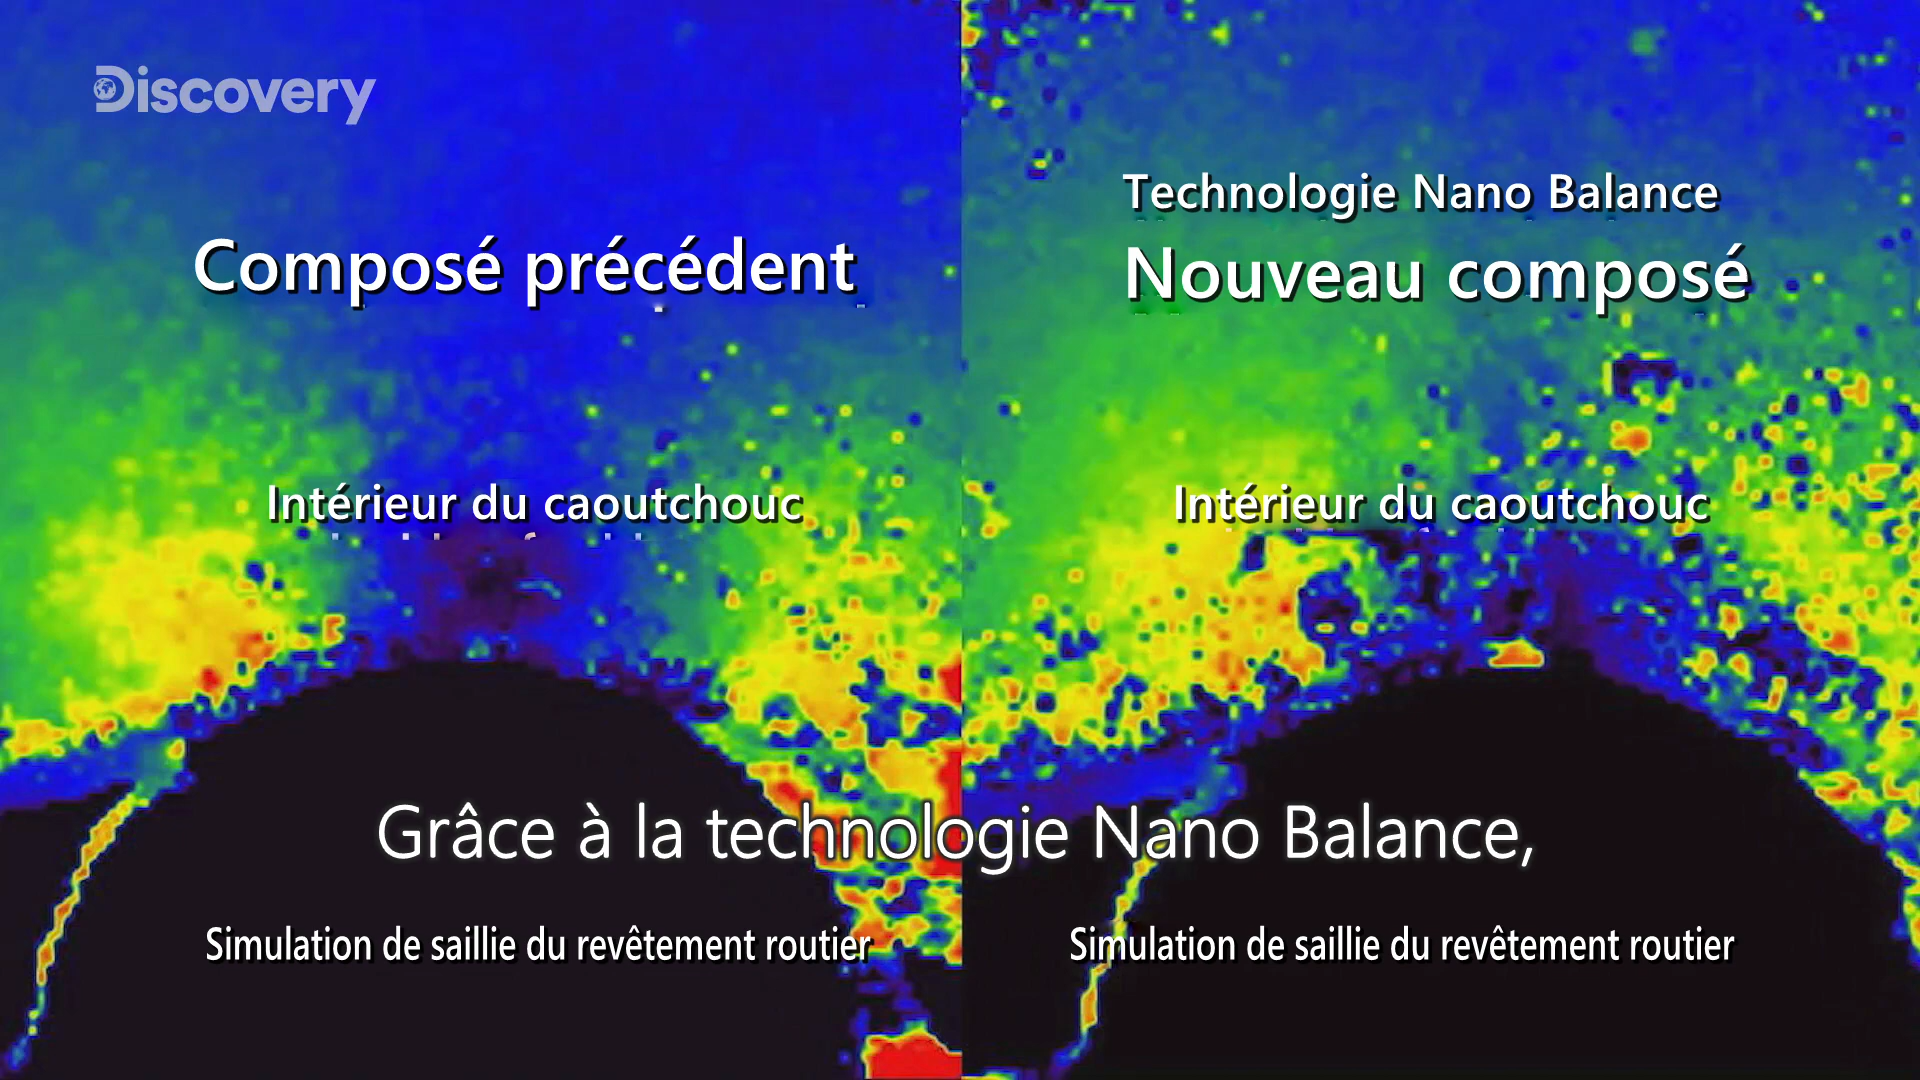 Discovery
Composé précédent
Technologie Nano Balance
Nouveau composé
Intérieur du caoutchouc
Intérieur du caoutchouc
Grâce à la technologie Nano Balance,
Simulation de saillie du revêtement routier
Simulation de saillie du revêtement routier